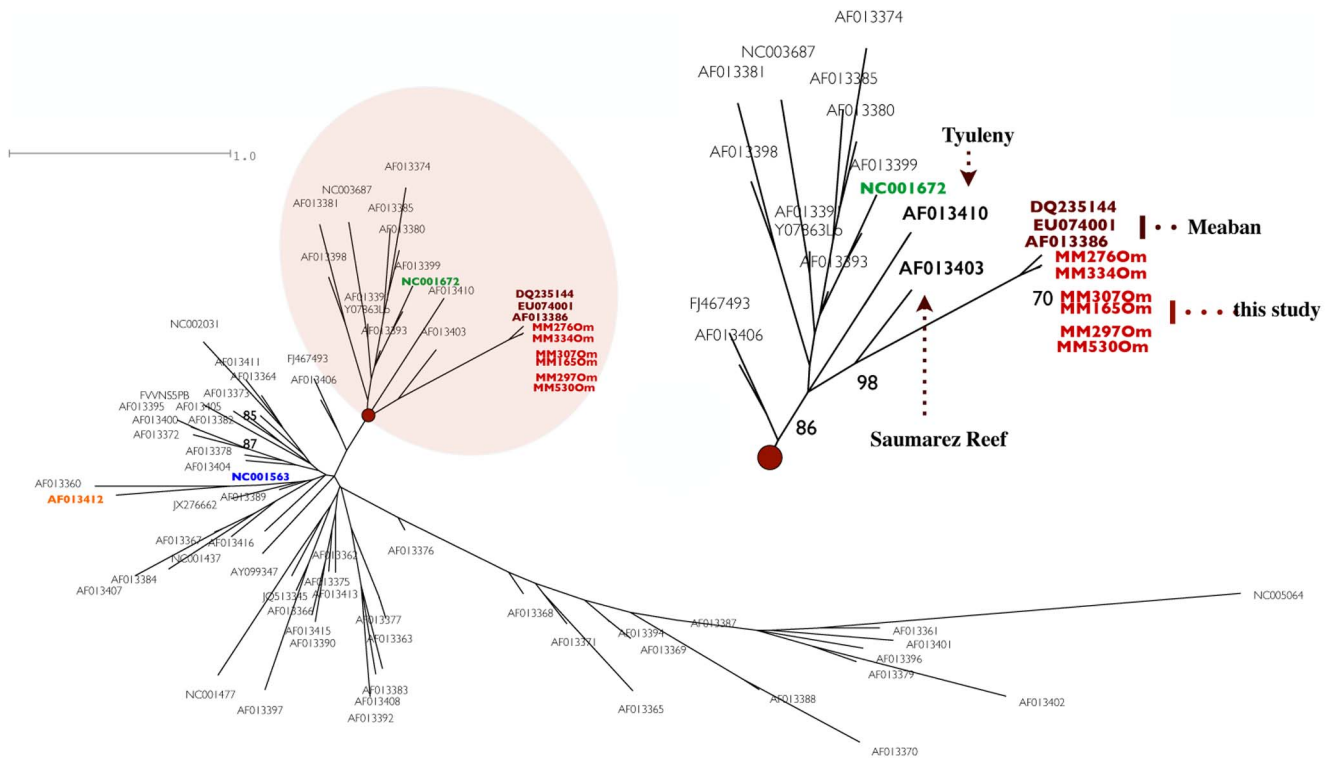 1.0
AF013374
NC003687
AF013381
AF013385
AF013380
AF013398
AF013399
NC001672
AF013410
AF01339
Y07863L6
AF013393
AF013403
DQ235144
EU074001
AF013386
MM276Om
MM334Om
MM307Om
MM165Om
MM297Om
MM530Om
NC002031
AF013411
AF013364
FJ467493
AF013406
AF013373
FVVNS5PB
AF013395
AF013405
85
AF013400
AF013382
AF013372
87
AF013378
AF013404
NC001563
AF013360
AF013412
AF013389
JX276662
AF013367
AF013416
NC001437
AY099347
AF013384
AF013407
AF013362
AF013376
AF013375
JQ513345
AF013413
AF013366
AF013377
AF013415
AF013390
AF013363
AF013383
NC001477
AF013408
AF013397
AF013392
AF013368
AF013371
AF013394
AF013369
AF013387
AF013365
AF013388
AF013370
NC005064
AF013361
AF013401
AF013396
AF013379
AF013402
AF013374
NC003687
AF013381
AF013385
AF013380
AF013398
AF013399
NC001672
Tyuleny
AF013410
AF01339
Y07863L6
AF013393
AF013403
DQ235144
EU074001
AF013386
Meaban
MM276Om
MM334Om
70
MM307Om
MM165Om
this study
MM297Om
MM530Om
FJ467493
AF013406
98
86
Saumarez Reef